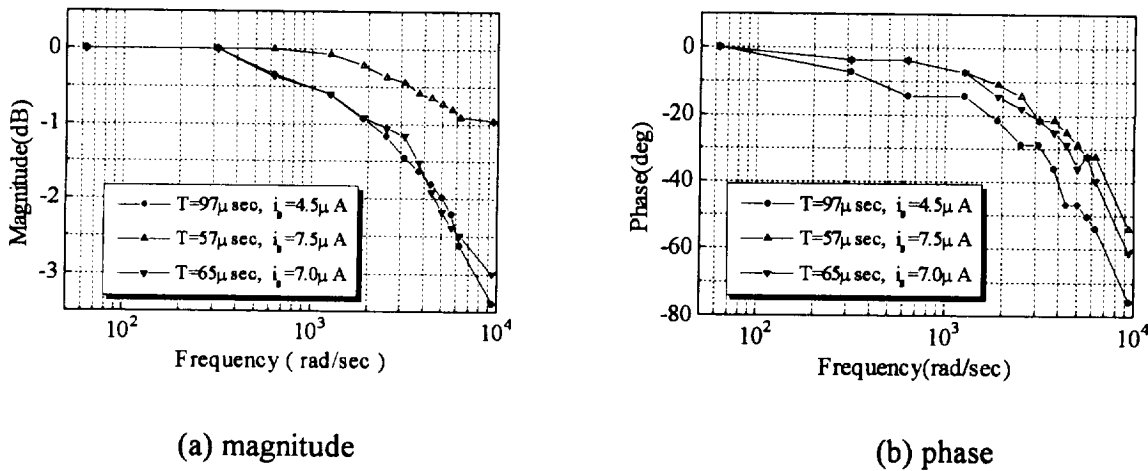 0
-1
-2
-3
Magnitude(dB)
T=97μ sec, i_s=4.5μ A
T=57μ sec, i_s=7.5μ A
T=65μ sec, i_s=7.0μ A
10² 10³ 10⁴
Frequency ( rad/sec )
(a) magnitude
0
-20
-40
-60
-80
Phase(deg)
T=97μ sec, i_s=4.5μ A
T=57μ sec, i_s=7.5μ A
T=65μ sec, i_s=7.0μ A
10² 10³ 10⁴
Frequency(rad/sec)
(b) phase